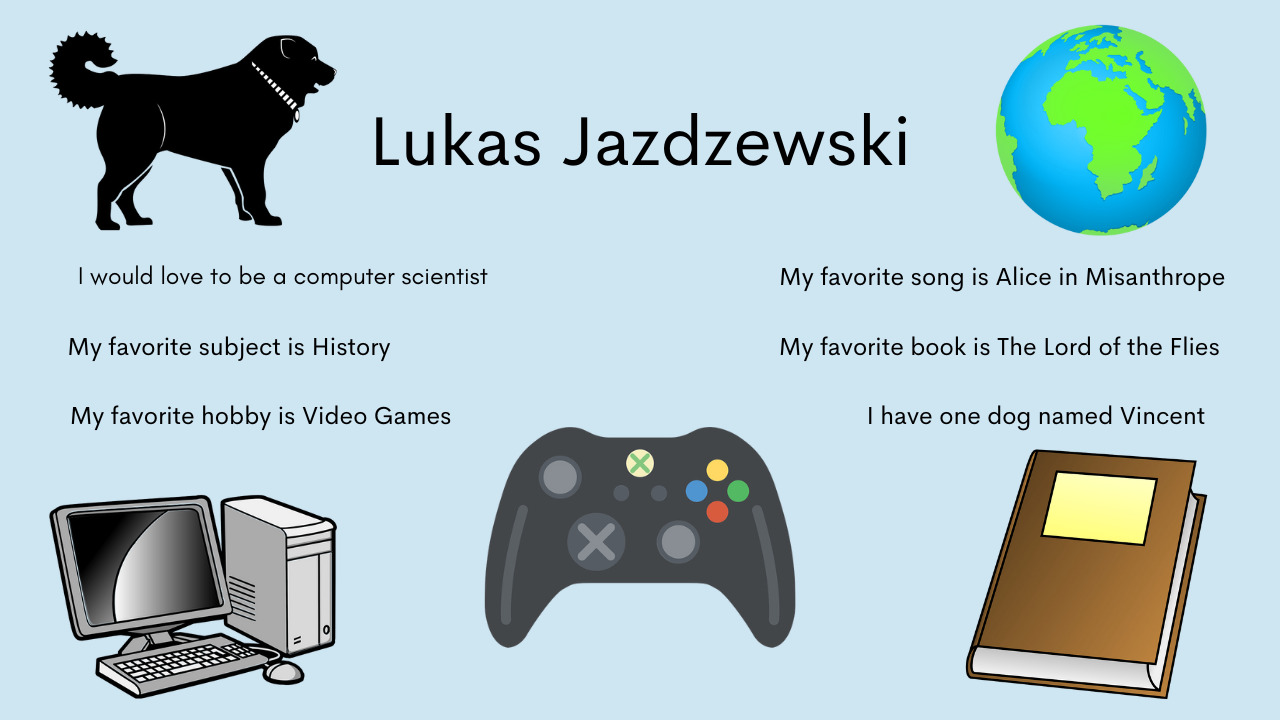 Lukas Jazdzewski
I would love to be a computer scientist
My favorite subject is History
My favorite hobby is Video Games
My favorite song is Alice in Misanthrope
My favorite book is The Lord of the Flies
I have one dog named Vincent